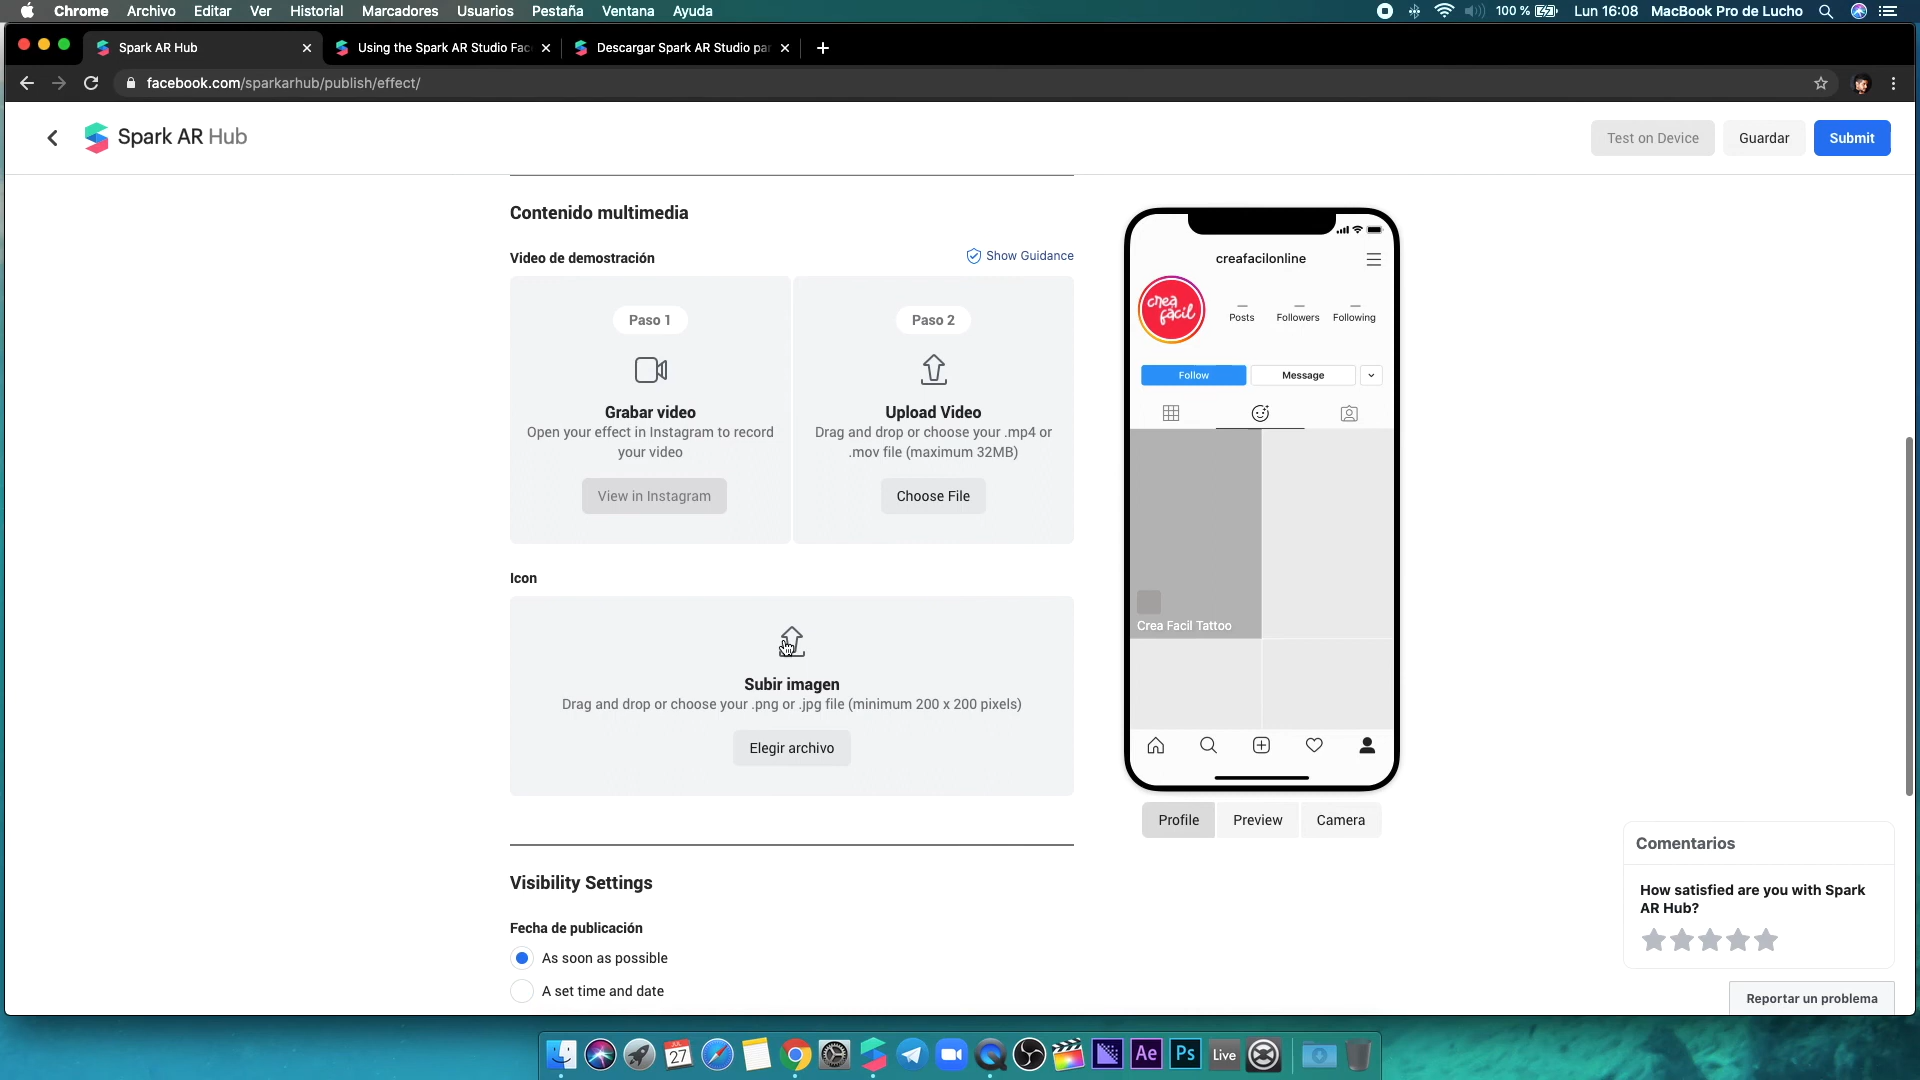 Chrome Archivo Editar Ver Historial Marcadores Usuarios Pestaña Ventana Ayuda 100 % Lun 16:08 MacBook Pro de Lucho
Spark AR Hub Using the Spark AR Studio Fac Descargar Spark AR Studio pa
facebook.com/sparkarhub/publish/effect/
Spark AR Hub Test on Device Guardar Submit
Contenido multimedia
Video de demostración Show Guidance
Paso 1
Grabar video
Open your effect in Instagram to record
your video
View in Instagram
Paso 2
Upload Video
Drag and drop or choose your .mp4 or
.mov file (maximum 32MB)
Choose File
Icon
Subir imagen
Drag and drop or choose your .png or .jpg file (minimum 200 x 200 pixels)
Elegir archivo
Visibility Settings
Fecha de publicación
As soon as possible
A set time and date
creafacilonline
crea
fácil
Posts Followers Following
Follow Message
Crea Facil Tattoo
Profile Preview Camera
Comentarios
How satisfied are you with Spark
AR Hub?
Reportar un problema
JUL
27
Ae Ps Live